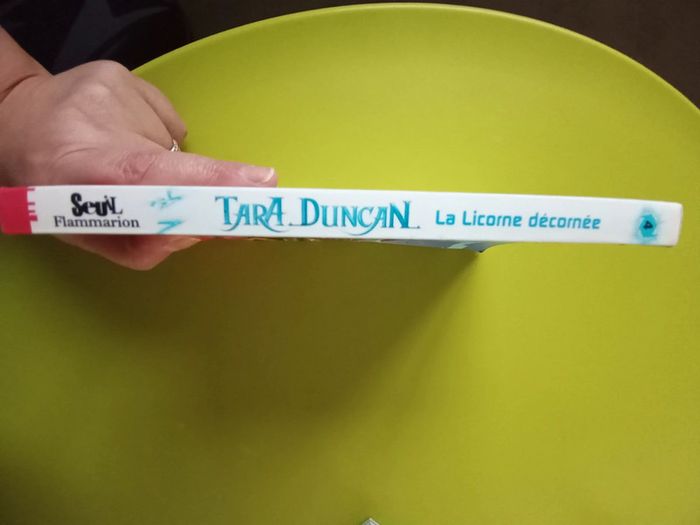 Seuil
Flammarion
TARA DUNCAN
La Licorne décornée
4